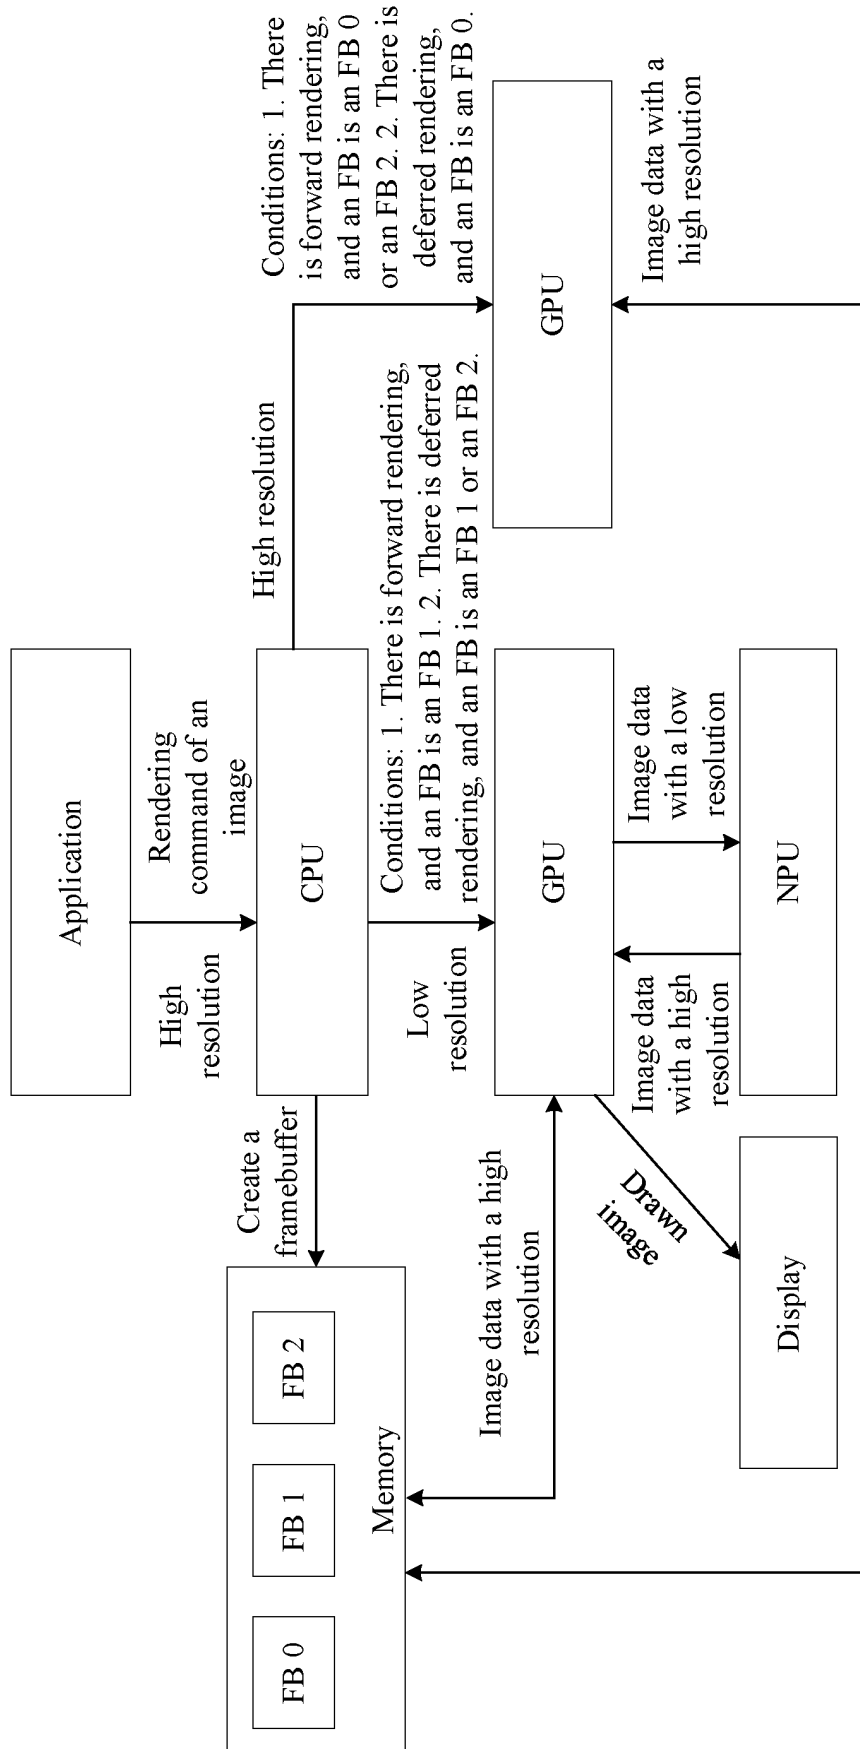 Application
High
resolution
Rendering
command of an
image
CPU
Create a
framebuffer
High resolution
Conditions: 1. There
is forward rendering,
and an FB is an FB 0
or an FB 2. 2. There is
deferred rendering,
and an FB is an FB 0.
FB 0
FB 1
FB 2
Memory
Low
resolution
Conditions: 1. There is forward rendering,
and an FB is an FB 1. 2. There is deferred
rendering, and an FB is an FB 1 or an FB 2.
Image data with a high
resolution
GPU
GPU
Drawn
image
Image data
with a high
resolution
Image data
with a low
resolution
Image data with a
high resolution
Display
NPU